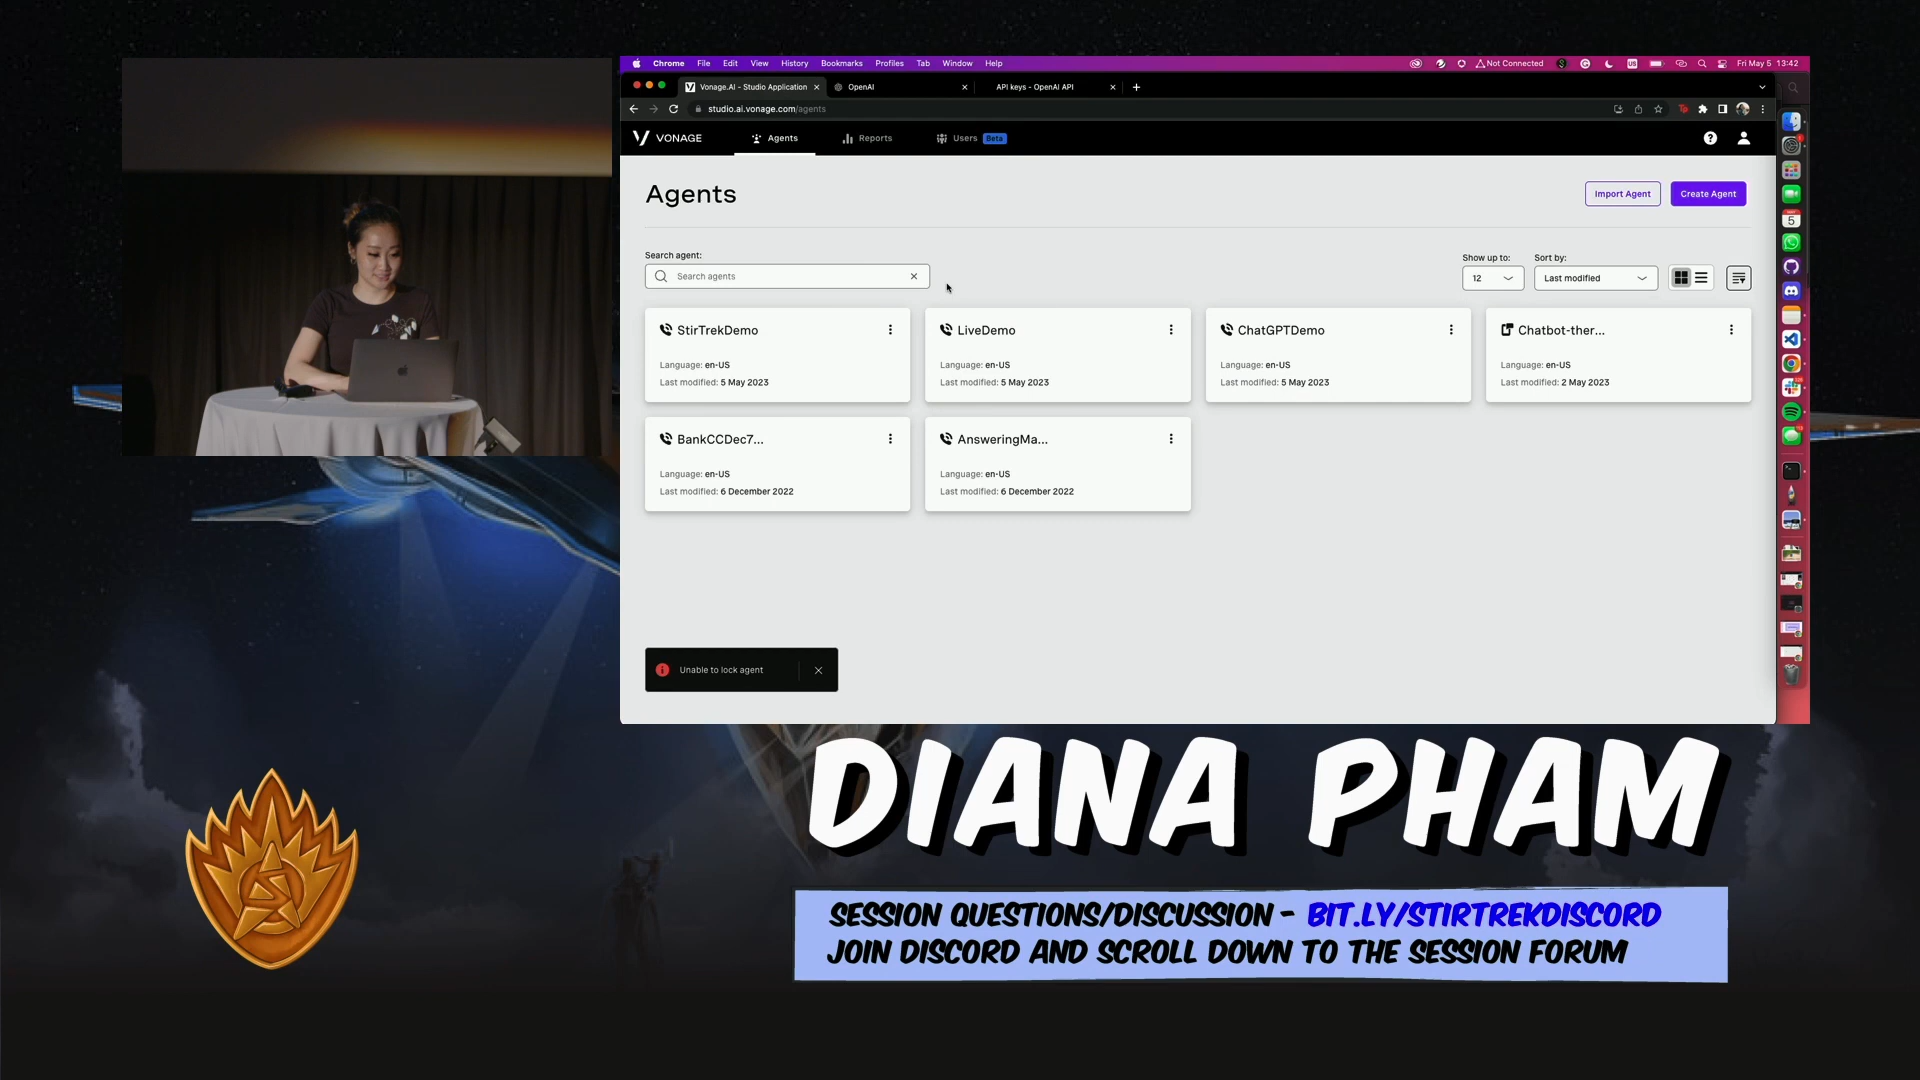 Chrome File Edit View History Bookmarks Profiles Tab Window Help
Not Connected US Fri May 5 13:42
Vonage.AI - Studio Application
OpenAI
API keys - OpenAI API
studio.ai.vonage.com/agents
VONAGE Agents Reports Users Beta
Agents
Import Agent Create Agent
Search agent:
Search agents
Show up to: Sort by:
12 Last modified
StirTrekDemo
Language: en-US
Last modified: 5 May 2023
LiveDemo
Language: en-US
Last modified: 5 May 2023
ChatGPTDemo
Language: en-US
Last modified: 5 May 2023
Chatbot-ther...
Language: en-US
Last modified: 2 May 2023
BankCCDec7...
Language: en-US
Last modified: 6 December 2022
AnsweringMa...
Language: en-US
Last modified: 6 December 2022
Unable to lock agent
DIANA PHAM
SESSION QUESTIONS/DISCUSSION - BIT.LY/STIRTREKDISCORD
JOIN DISCORD AND SCROLL DOWN TO THE SESSION FORUM